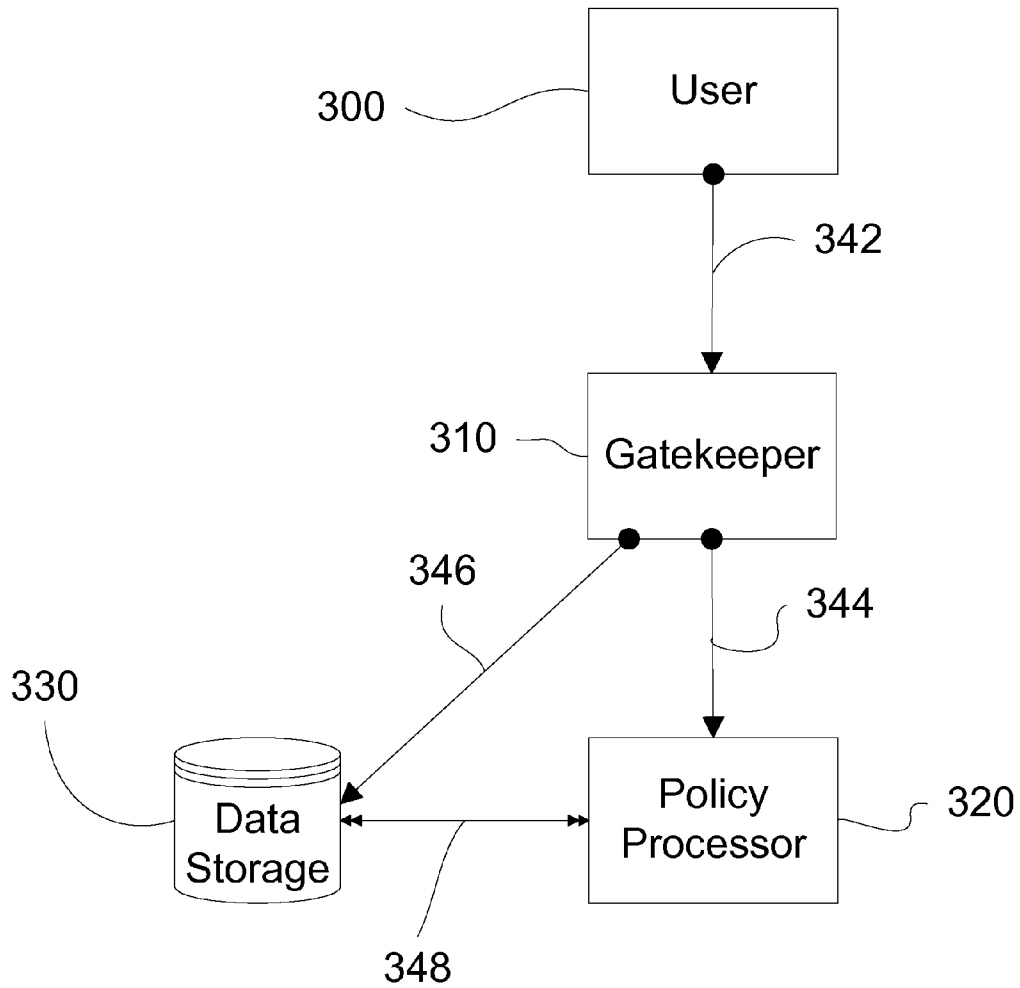 User
300
342
310
Gatekeeper
346
344
330
Data
Storage
Policy
Processor
320
348